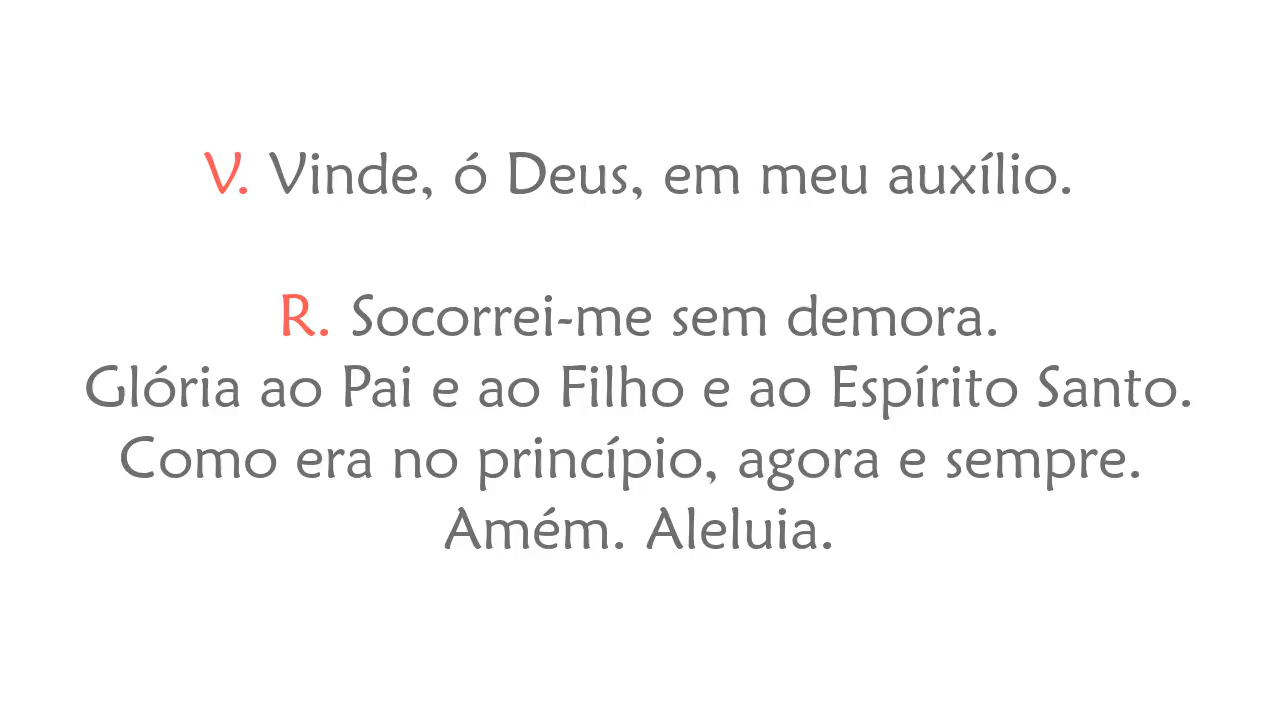 V. Vinde, ó Deus, em meu auxílio.
R. Socorrei-me sem demora.
Glória ao Pai e ao Filho e ao Espírito Santo.
Como era no princípio, agora e sempre.
Amém. Aleluia.